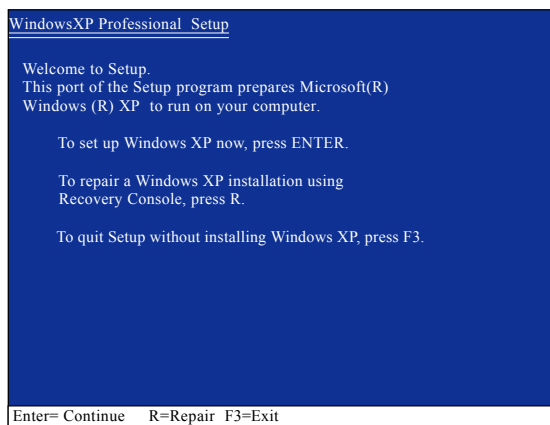 WindowsXP Professional  Setup
Welcome to Setup.
This port of the Setup program prepares Microsoft(R)
Windows (R) XP  to run on your computer.
To set up Windows XP now, press ENTER.
To repair a Windows XP installation using
Recovery Console, press R.
To quit Setup without installing Windows XP, press F3.
Enter= Continue    R=Repair  F3=Exit